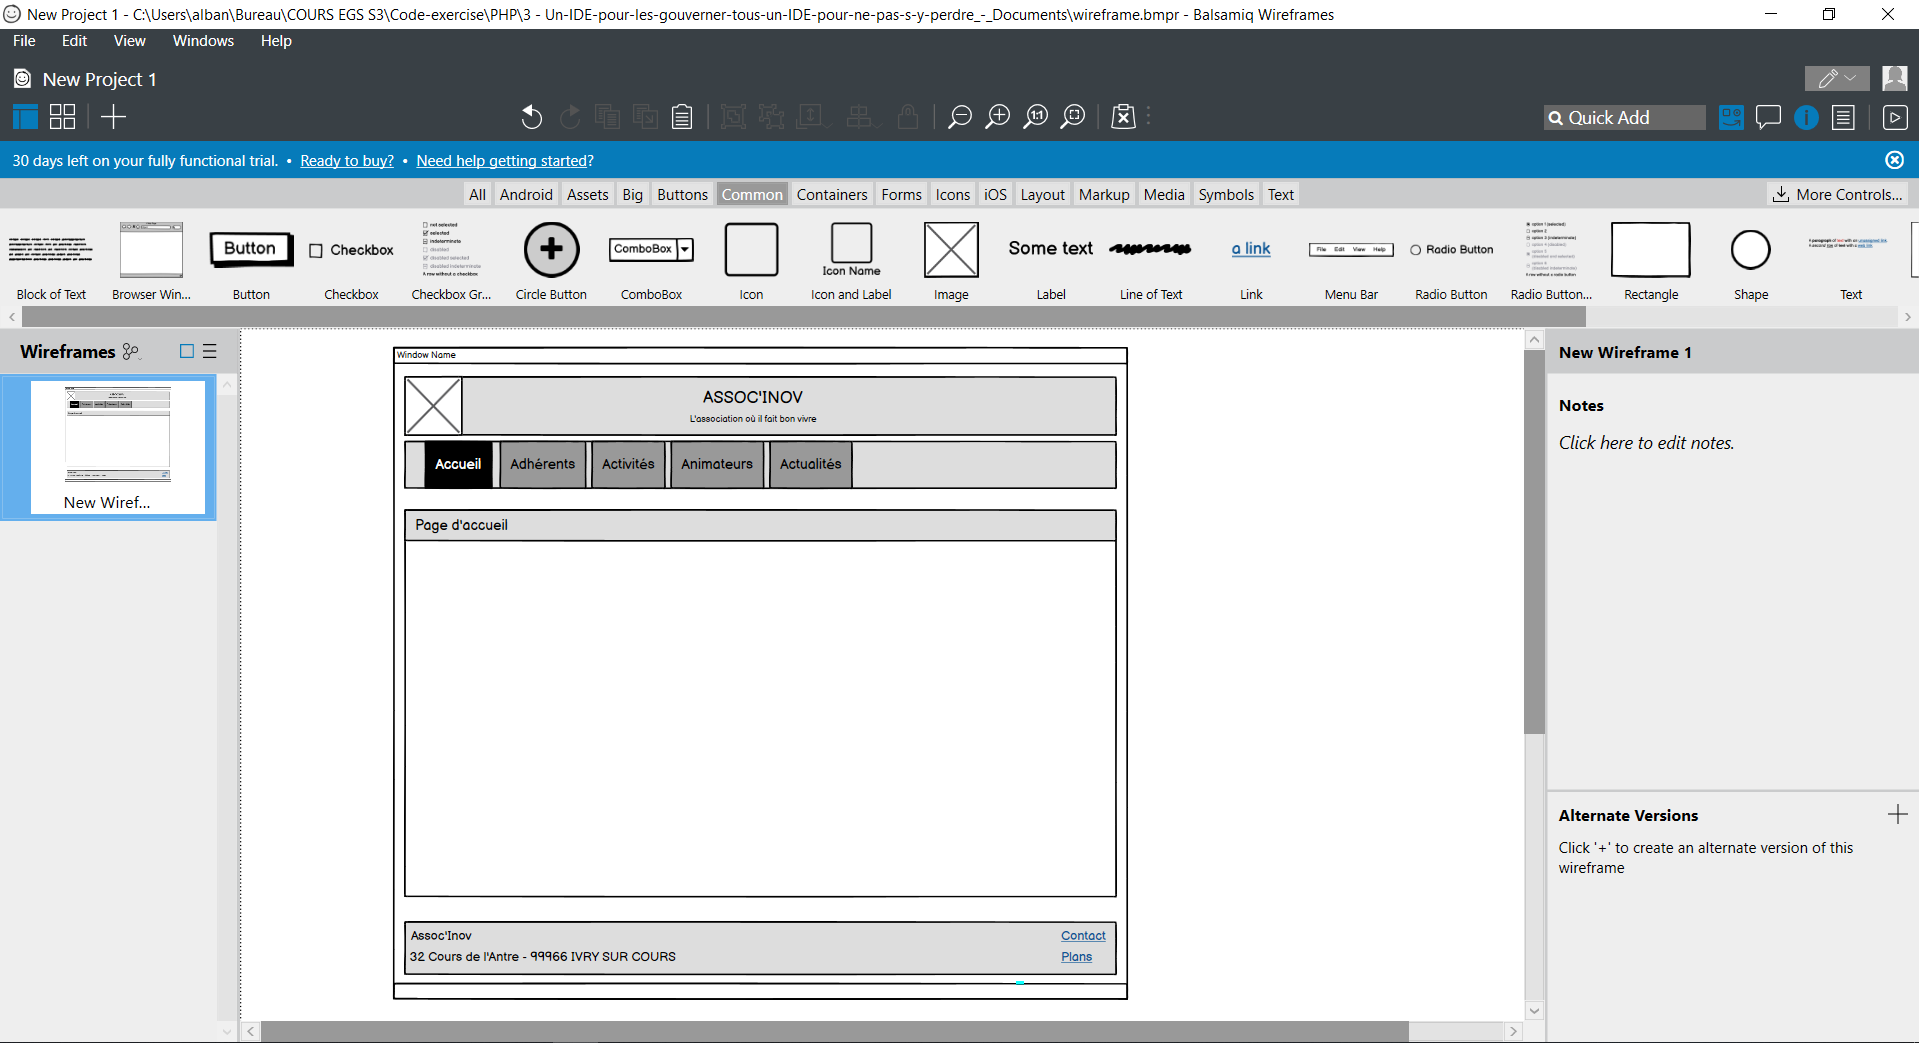 New Project 1 - C:\Users\alban\Bureau\COURS EGS S3\Code-exercise\PHP\3 - Un-IDE-pour-les-gouverner-tous-un-IDE-pour-ne-pas-s-y-perdre_-_Documents\wireframe.bmpr - Balsamiq Wireframes
File Edit View Windows Help
New Project 1
1:1
Quick Add
30 days left on your fully functional trial. • Ready to buy? • Need help getting started?
All Android Assets Big Buttons Common Containers Forms Icons iOS Layout Markup Media Symbols Text More Controls...
Button Checkbox ComboBox Icon Name Some text a link File Edit View Help Radio Button
Block of Text Browser Win... Button Checkbox Checkbox Gr... Circle Button ComboBox Icon Icon and Label Image Label Line of Text Link Menu Bar Radio Button Radio Button... Rectangle Shape Text
Wireframes
New Wiref...
Window Name
ASSOC'INOV
L'association où il fait bon vivre
Accueil Adhérents Activités Animateurs Actualités
Page d'accueil
Assoc'Inov
32 Cours de l'Antre - 99966 IVRY SUR COURS
Contact
Plans
New Wireframe 1
Notes
Click here to edit notes.
Alternate Versions
Click '+' to create an alternate version of this
wireframe